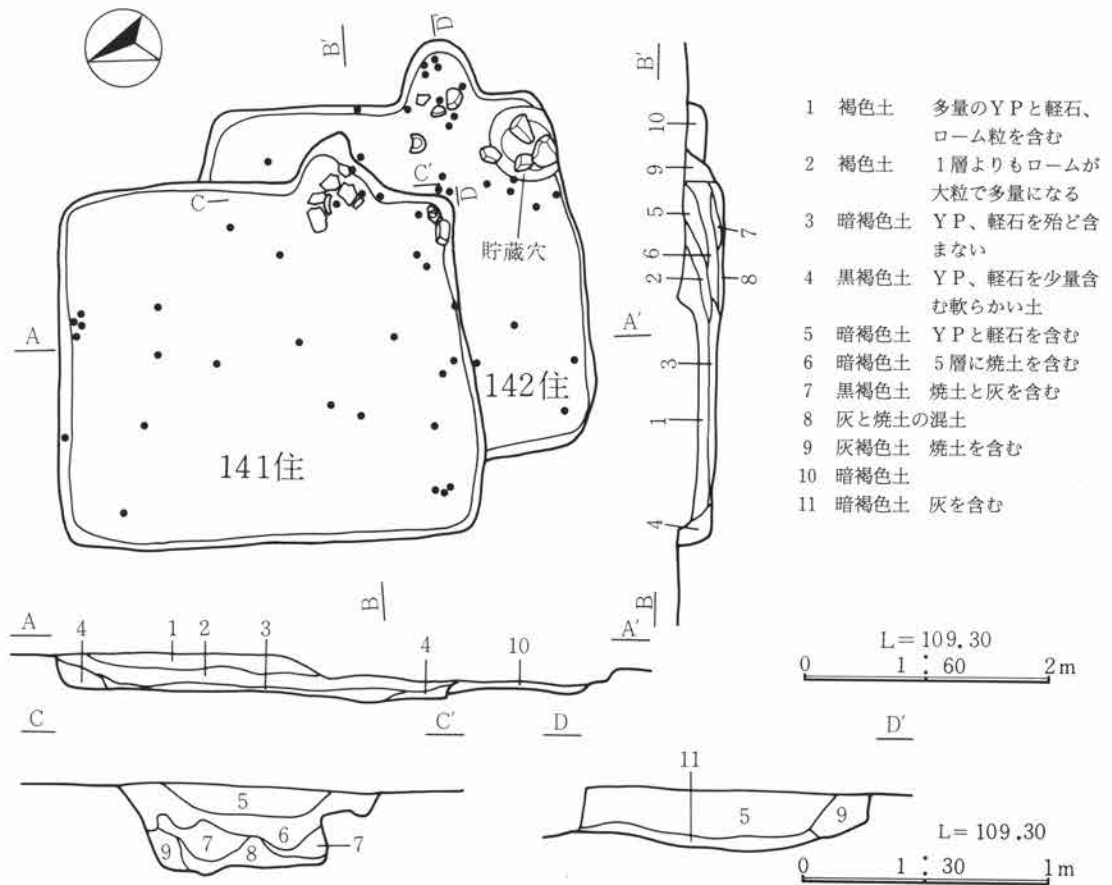 D'
B'
B'
1 褐色土 多量のYPと軽石、
ローム粒を含む
2 褐色土 1層よりもロームが
大粒で多量になる
3 暗褐色土 YP、軽石を殆ど含
まない
4 黒褐色土 YP、軽石を少量含
む軟らかい土
5 暗褐色土 YPと軽石を含む
6 暗褐色土 5層に焼土を含む
7 黒褐色土 焼土と灰を含む
8 灰と焼土の混土
9 灰褐色土 焼土を含む
10 暗褐色土
11 暗褐色土 灰を含む
10
9
5
6
2
7
8
3
1
4
B
C
C'
D
貯蔵穴
A
A'
142住
141住
B
A
4 1 2 3 4 10
A'
L=109.30
0 1:60 2m
C
C'
5
6
7
7
8
9
D
D'
11
5
9
L=109.30
0 1:30 1m